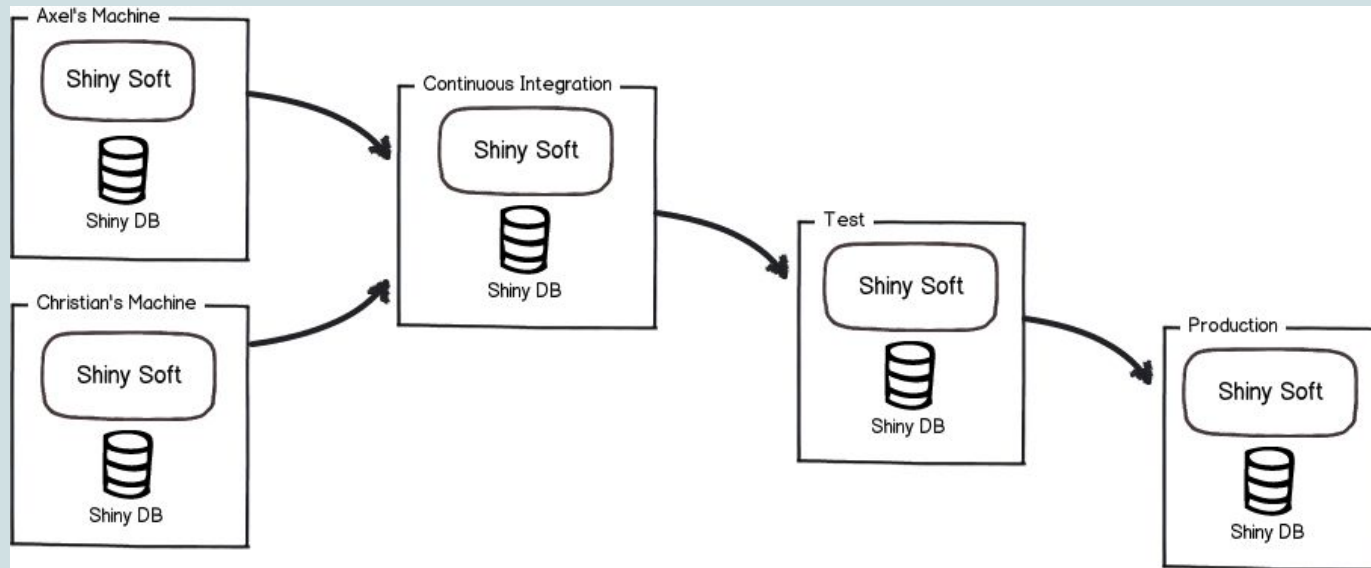 Axel's Machine
Shiny Soft
Shiny DB
Christian's Machine
Shiny Soft
Shiny DB
Continuous Integration
Shiny Soft
Shiny DB
Test
Shiny Soft
Shiny DB
Production
Shiny Soft
Shiny DB